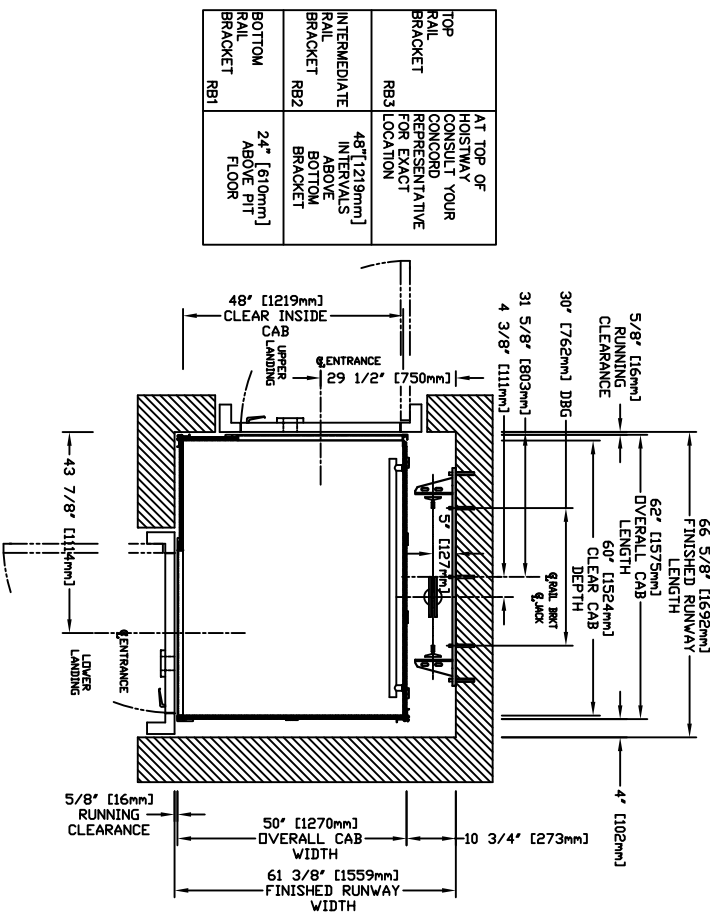 TOP
RAIL
BRACKET
RB3
AT TOP OF
HOISTWAY
CONSULT YOUR
CONCORD
REPRESENTATIVE
FOR EXACT
LOCATION
INTERMEDIATE
RAIL
BRACKET
RB2
48"[1219mm]
INTERVALS
ABOVE
BOTTOM
BRACKET
BOTTOM
RAIL
BRACKET
RB1
24" [610mm]
ABOVE PIT
FLOOR
66 5/8" [1692mm]
FINISHED RUNWAY
LENGTH
62" [1575mm]
OVERALL CAB
LENGTH
60" [1524mm]
CLEAR CAB
DEPTH
5/8" [16mm]
RUNNING
CLEARANCE
30" [762mm] DBG
31 5/8" [803mm]
4 3/8" [111mm]
4" [102mm]
℄ RAIL BRKT
℄ JACK
5" [127mm]
48" [1219mm]
CLEAR INSIDE
CAB
UPPER
LANDING
℄ ENTRANCE
29 1/2" [750mm]
43 7/8" [1114mm]
℄ ENTRANCE
LOWER
LANDING
5/8" [16mm]
RUNNING
CLEARANCE
50" [1270mm]
OVERALL CAB
WIDTH
10 3/4" [273mm]
61 3/8" [1559mm]
FINISHED RUNWAY
WIDTH